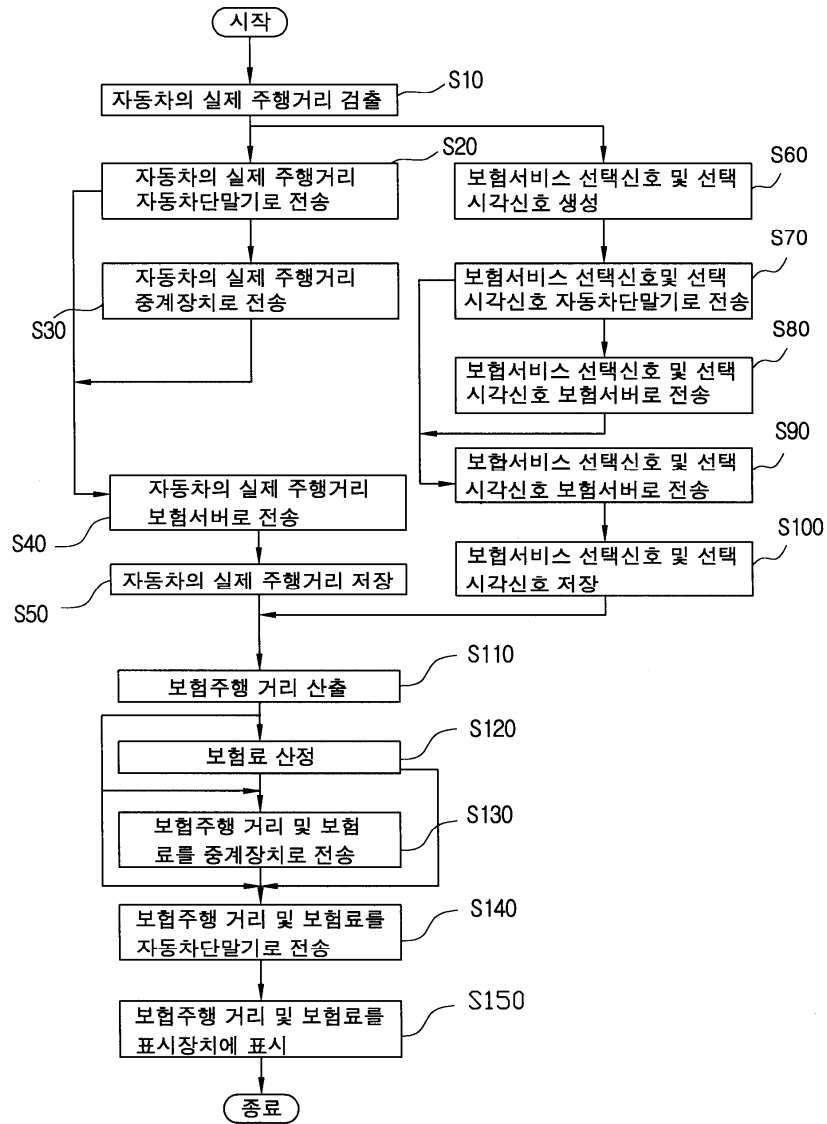 시작
자동차의 실제 주행거리 검출
S10
자동차의 실제 주행거리
자동차단말기로 전송
S20
자동차의 실제 주행거리
중계장치로 전송
S30
자동차의 실제 주행거리
보험서버로 전송
S40
자동차의 실제 주행거리 저장
S50
보험서비스 선택신호 및 선택
시각신호 생성
S60
보험서비스 선택신호및 선택
시각신호 자동차단말기로 전송
S70
보험서비스 선택신호 및 선택
시각신호 보험서버로 전송
S80
보험서비스 선택신호 및 선택
시각신호 보험서버로 전송
S90
보험서비스 선택신호 및 선택
시각신호 저장
S100
보험주행 거리 산출
S110
보험료 산정
S120
보험주행 거리 및 보험
료를 중계장치로 전송
S130
보험주행 거리 및 보험료를
자동차단말기로 전송
S140
보험주행 거리 및 보험료를
표시장치에 표시
S150
종료